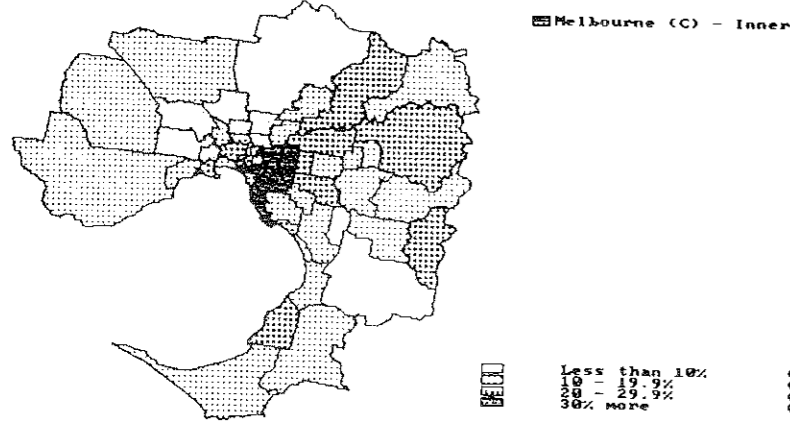 Melbourne (C) - Inner
Less than 10%
10 - 19.9%
20 - 29.9%
30% more